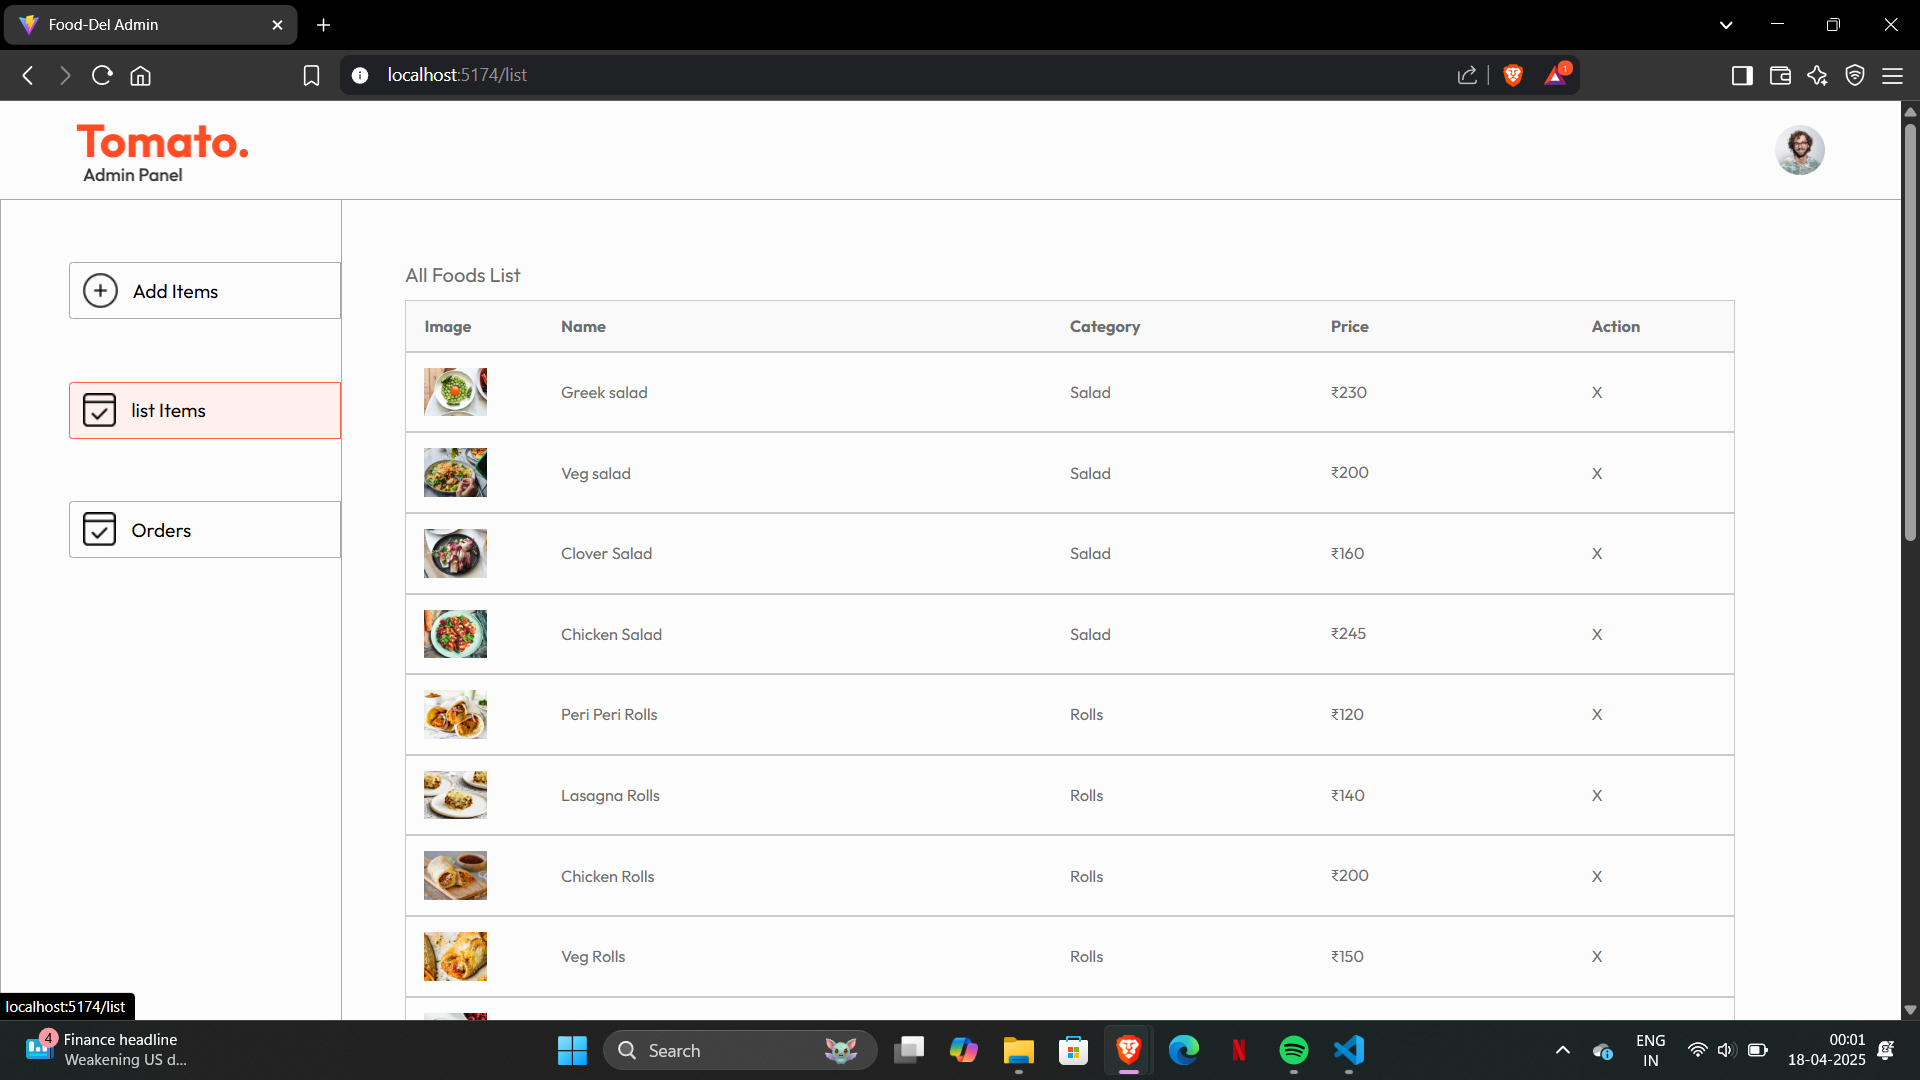 Food-Del Admin
localhost:5174/list
1
Tomato.
Admin Panel
Add Items
list Items
Orders
All Foods List
Image Name Category Price Action
Greek salad Salad ₹230 X
Veg salad Salad ₹200 X
Clover Salad Salad ₹160 X
Chicken Salad Salad ₹245 X
Peri Peri Rolls Rolls ₹120 X
Lasagna Rolls Rolls ₹140 X
Chicken Rolls Rolls ₹200 X
Veg Rolls Rolls ₹150 X
localhost:5174/list
4
Finance headline
Weakening US d...
Search
ENG
IN
00:01
18-04-2025